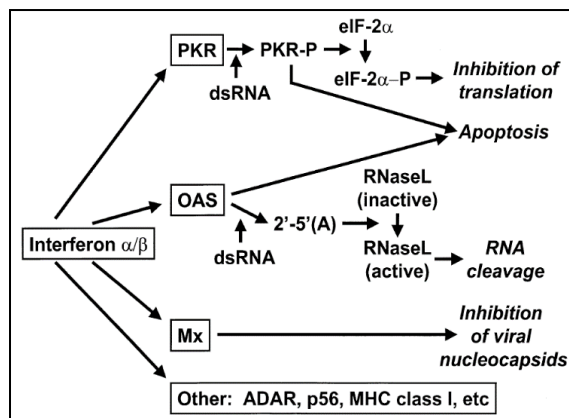 eIF-2α
PKR
PKR-P
eIF-2α–P
dsRNA
Inhibition of
translation
Apoptosis
OAS
RNaseL
(inactive)
2’-5’(A)
Interferon α/β
dsRNA
RNaseL
(active)
RNA
cleavage
Mx
Inhibition
of viral
nucleocapsids
Other: ADAR, p56, MHC class I, etc